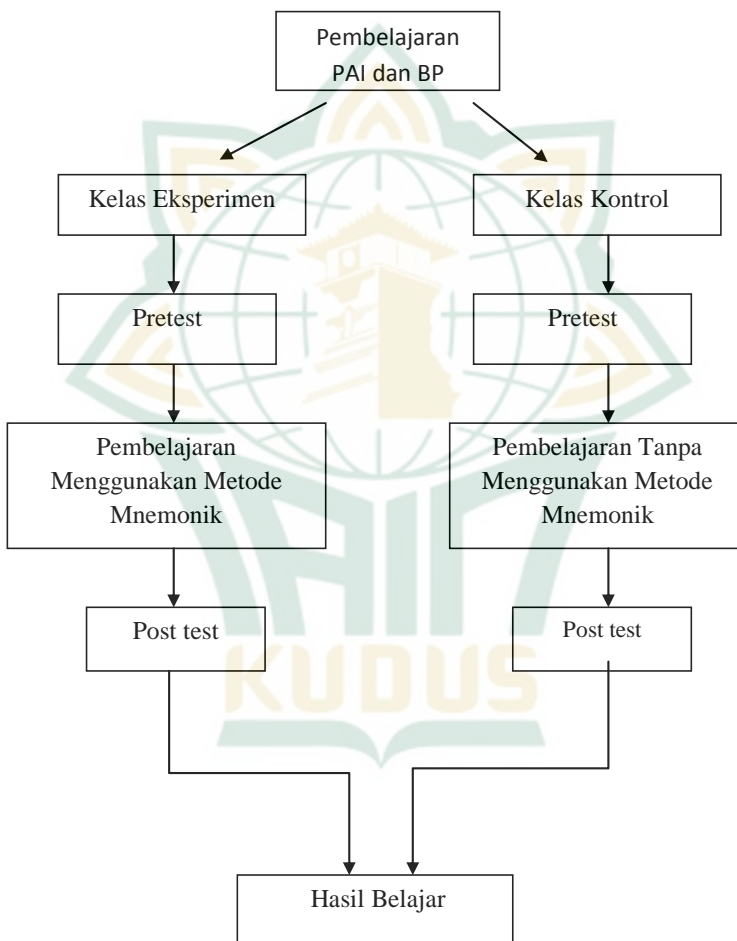 Pembelajaran
PAI dan BP
Kelas Eksperimen
Kelas Kontrol
Pretest
Pretest
Pembelajaran
Menggunakan Metode
Mnemonik
Pembelajaran Tanpa
Menggunakan Metode
Mnemonik
Post test
Post test
IAIN
KUDUS
Hasil Belajar